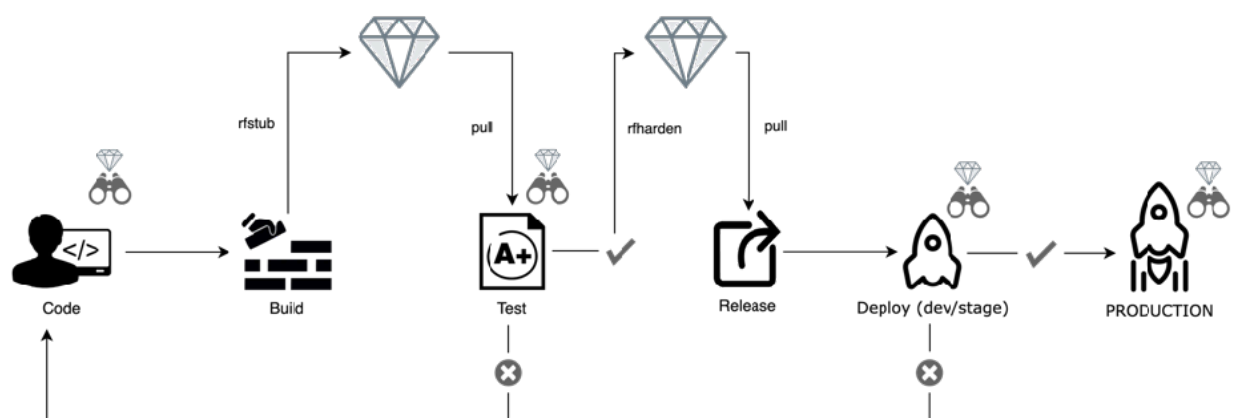 rfstub
pull
rfharden
pull
</>
A+
Code
Build
Test
Release
Deploy (dev/stage)
PRODUCTION